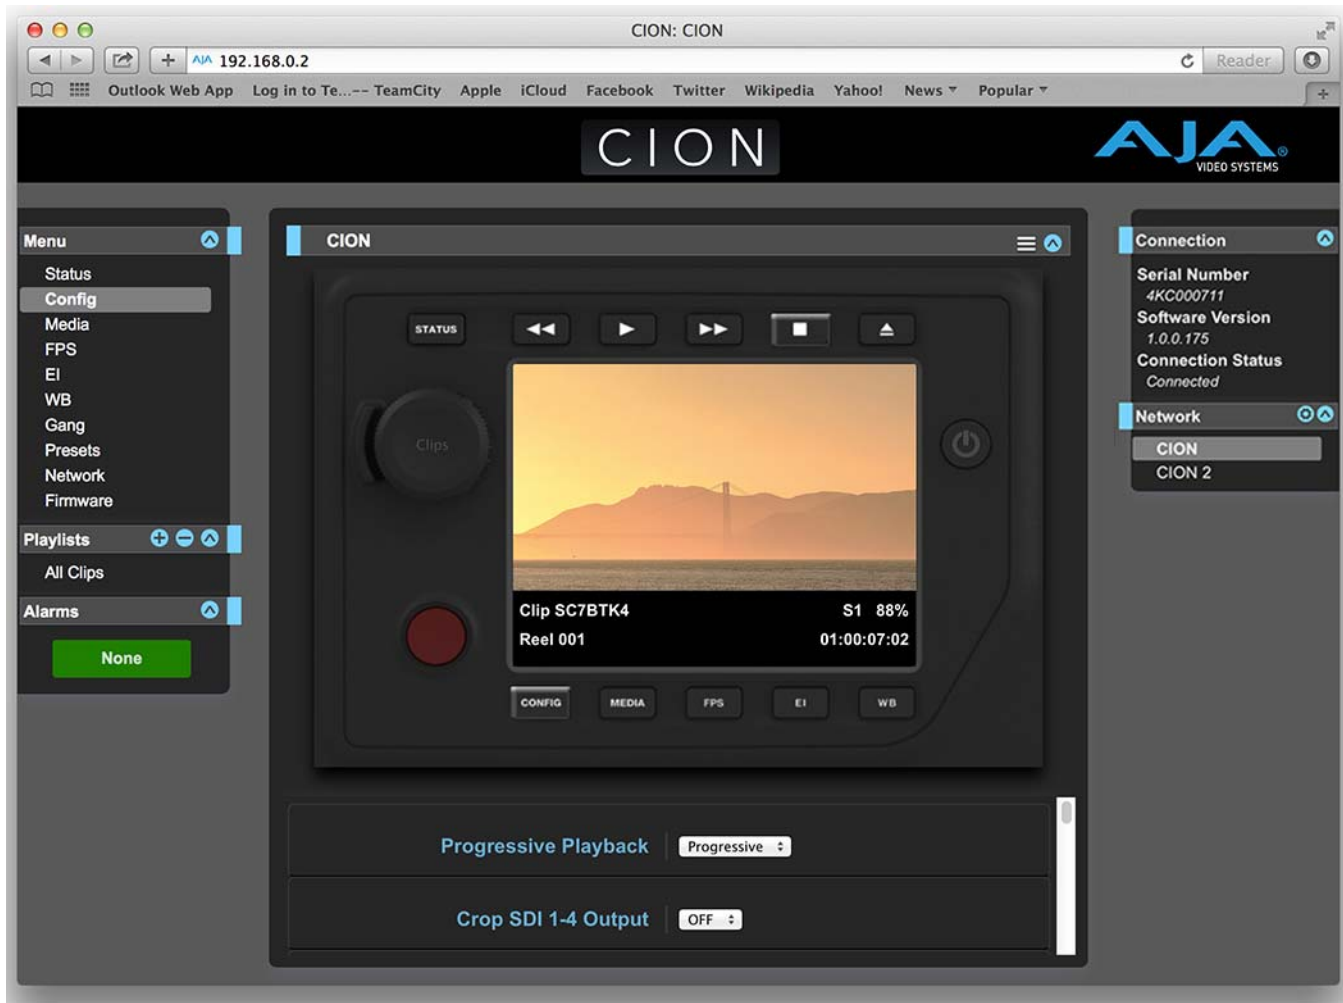 CION: CION
AJA 192.168.0.2
Reader
Outlook Web App Log in to Te...-- TeamCity Apple iCloud Facebook Twitter Wikipedia Yahoo! News Popular
CION
AJA
VIDEO SYSTEMS
Menu
Status
Config
Media
FPS
EI
WB
Gang
Presets
Network
Firmware
Playlists
All Clips
Alarms
None
CION
STATUS
Clips
Clip SC7BTK4 S1 88%
Reel 001 01:00:07:02
CONFIG MEDIA FPS EI WB
Progressive Playback Progressive
Crop SDI 1-4 Output OFF
Connection
Serial Number
4KC000711
Software Version
1.0.0.175
Connection Status
Connected
Network
CION
CION 2